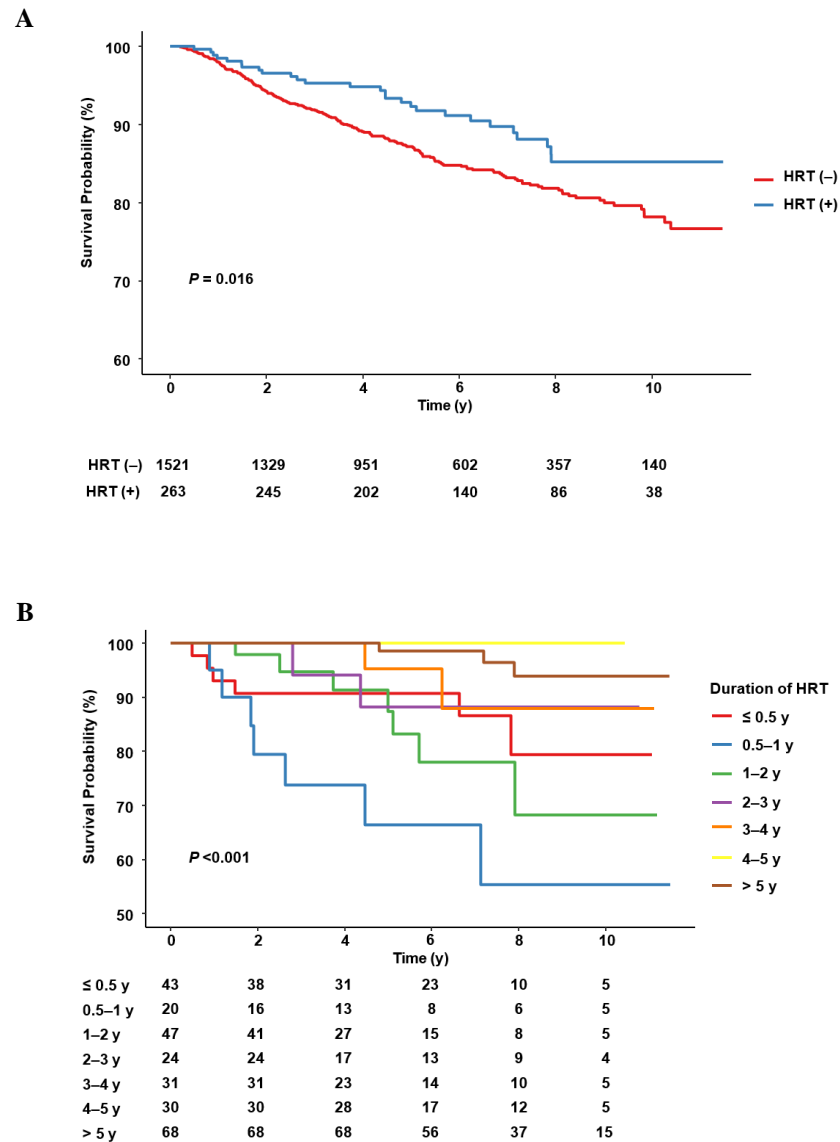 A
100
90
80
70
60
Survival Probability (%)
P = 0.016
HRT (–)
HRT (+)
0 2 4 6 8 10
Time (y)
HRT (–) 1521 1329 951 602 357 140
HRT (+) 263 245 202 140 86 38
B
100
90
80
70
60
50
Survival Probability (%)
P <0.001
Duration of HRT
≤ 0.5 y
0.5–1 y
1–2 y
2–3 y
3–4 y
4–5 y
> 5 y
0 2 4 6 8 10
Time (y)
≤ 0.5 y 43 38 31 23 10 5
0.5–1 y 20 16 13 8 6 5
1–2 y 47 41 27 15 8 5
2–3 y 24 24 17 13 9 4
3–4 y 31 31 23 14 10 5
4–5 y 30 30 28 17 12 5
> 5 y 68 68 68 56 37 15